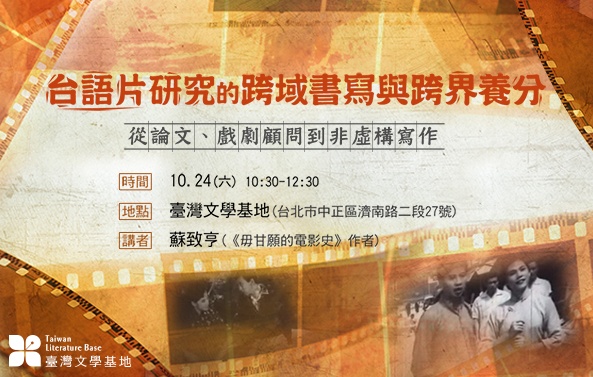 台語片研究的跨域書寫與跨界養分
從論文、戲劇顧問到非虛構寫作
時間 10.24(六) 10:30-12:30
地點 臺灣文學基地(台北市中正區濟南路二段27號)
講者 蘇致亨(《毋甘願的電影史》作者)
Taiwan
Literature Base
臺灣文學基地